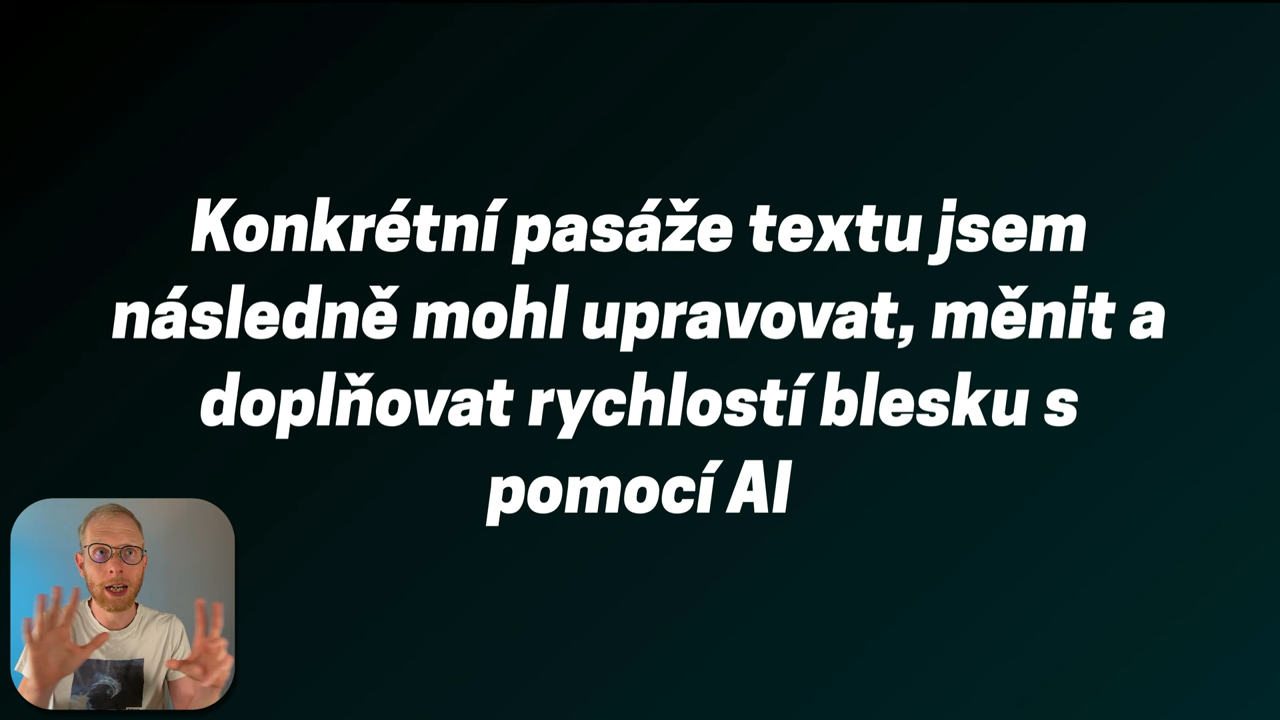 Konkrétní pasáže textu jsem
následně mohl upravovat, měnit a
doplňovat rychlostí blesku s
pomocí AI